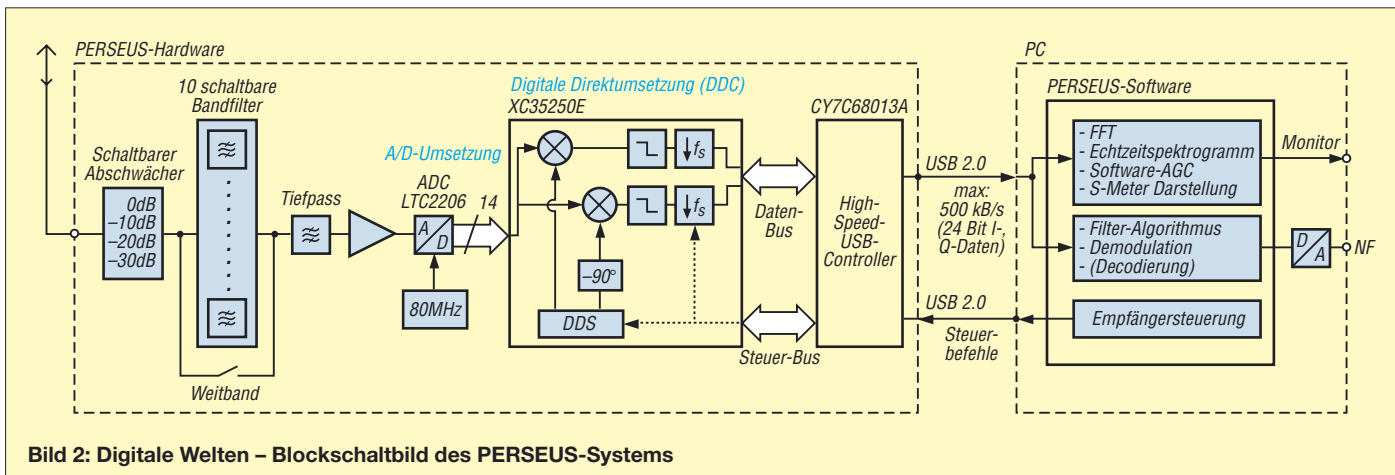 PERSEUS-Hardware
10 schaltbare
Bandfilter
Schaltbarer
Abschwächer
0dB
–10dB
–20dB
–30dB
Weitband
Tiefpass
A/D-Umsetzung
ADC
LTC2206
A
D
14
80MHz
Digitale Direktumsetzung (DDC)
XC35250E
↓fs
↓fs
–90°
DDS
Daten-
Bus
Steuer-Bus
CY7C68013A
High-
Speed-
USB-
Controller
USB 2.0
max:
500 kB/s
(24 Bit I-,
Q-Daten)
USB 2.0
Steuer-
befehle
PC
PERSEUS-Software
- FFT
- Echtzeitspektrogramm
- Software-AGC
- S-Meter Darstellung
Monitor
- Filter-Algorithmus
- Demodulation
- (Decodierung)
D
A
NF
Empfängersteuerung
Bild 2: Digitale Welten – Blockschaltbild des PERSEUS-Systems